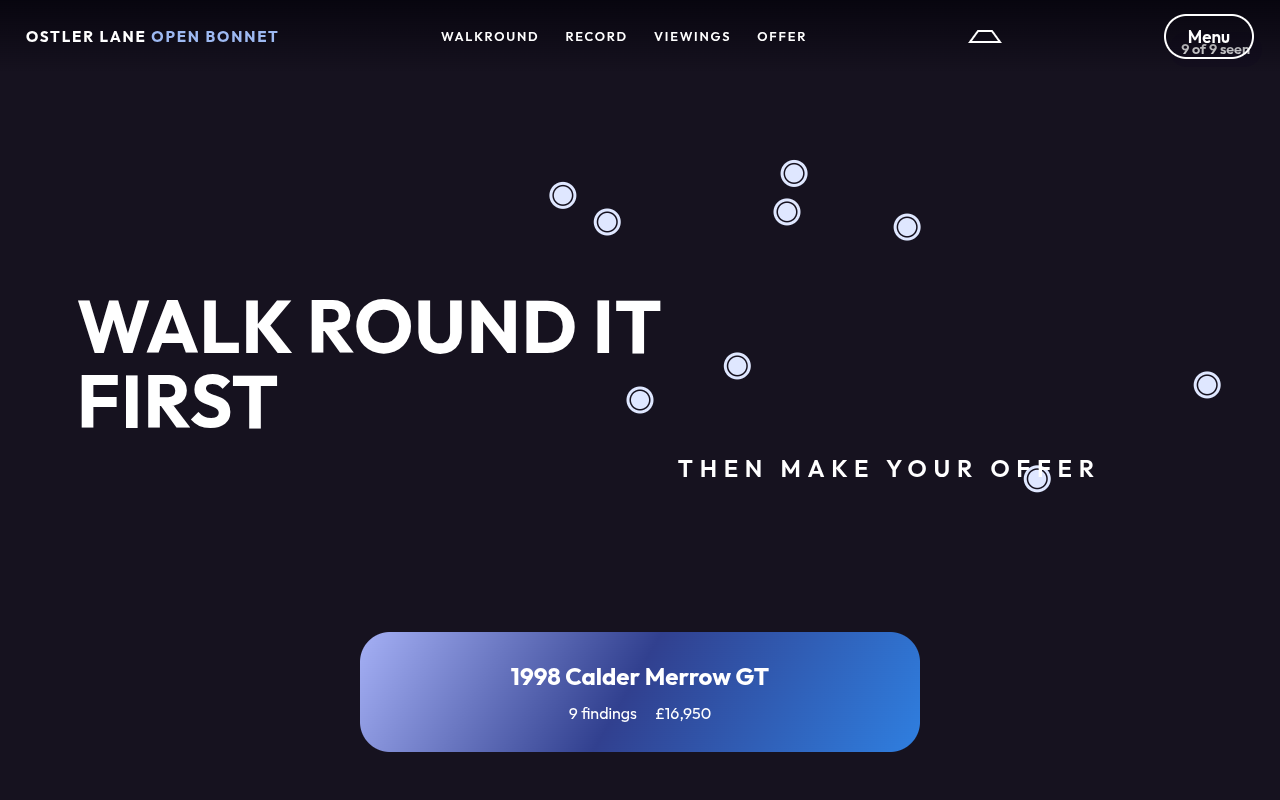 OSTLER LANE OPEN BONNET
WALKROUND RECORD VIEWINGS OFFER
Menu
9 of 9 seen
WALK ROUND IT
FIRST
THEN MAKE YOUR OFFER
1998 Calder Merrow GT
9 findings £16,950